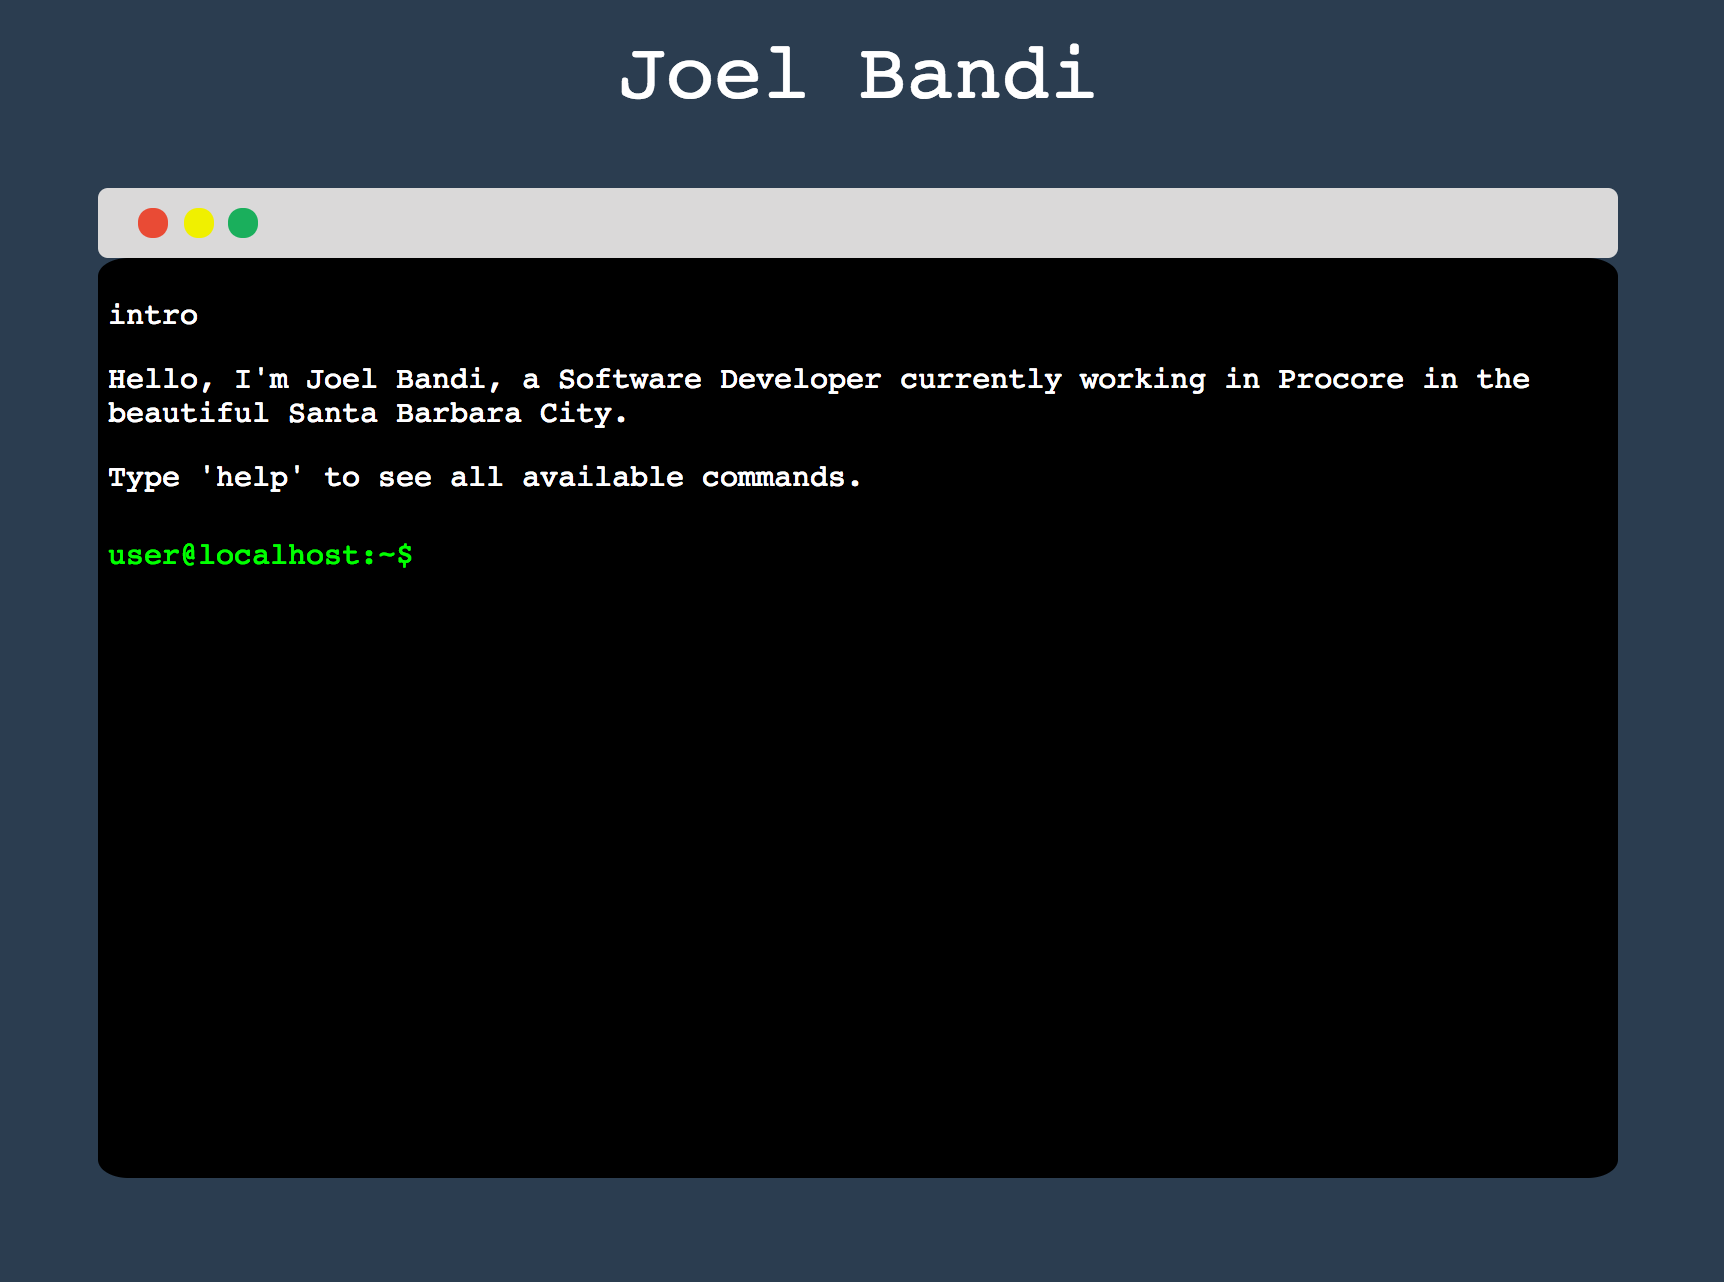 Joel Bandi
intro
Hello, I'm Joel Bandi, a Software Developer currently working in Procore in the
beautiful Santa Barbara City.
Type 'help' to see all available commands.
user@localhost:~$